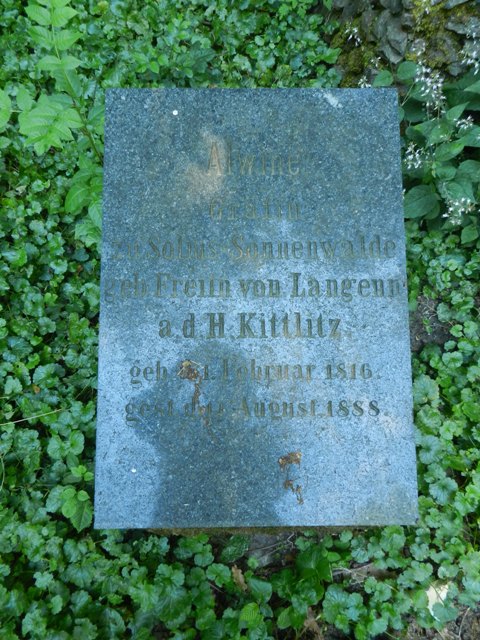 Alwine
Gräfin
zu Solms-Sonnenwalde
geb. Freiin von Langenn
a.d.H. Kittlitz
geb. Februar 1816.
gest. August 1888.